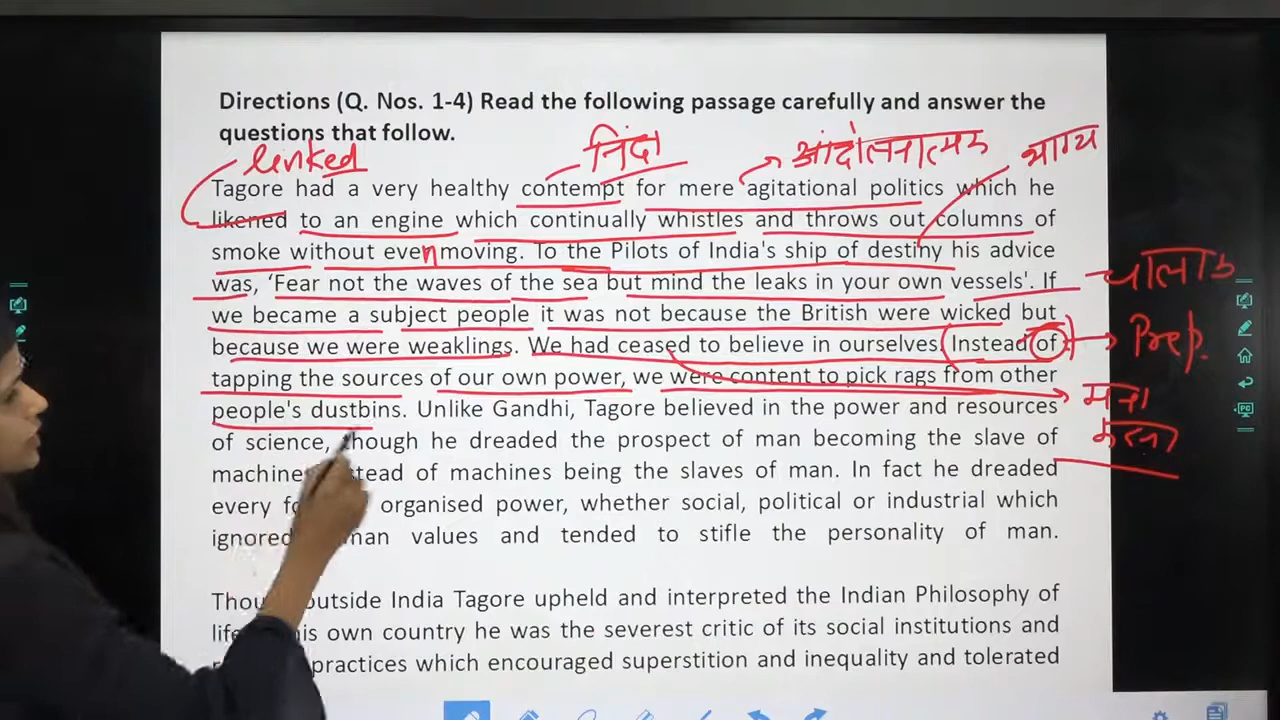 Directions (Q. Nos. 1-4) Read the following passage carefully and answer the
questions that follow.
linked निंदा आंदोलनात्मक भाग्य
Tagore had a very healthy contempt for mere agitational politics which he
likened to an engine which continually whistles and throws out columns of
smoke without even moving. To the Pilots of India's ship of destiny his advice
was, ‘Fear not the waves of the sea but mind the leaks in your own vessels'. If
चालाक
we became a subject people it was not because the British were wicked but
because we were weaklings. We had ceased to believe in ourselves. Instead of
Prep.
tapping the sources of our own power, we were content to pick rags from other
मना
people's dustbins. Unlike Gandhi, Tagore believed in the power and resources
करना
of science, though he dreaded the prospect of man becoming the slave of
machine instead of machines being the slaves of man. In fact he dreaded
every organised power, whether social, political or industrial which
ignored values and tended to stifle the personality of man.
outside India Tagore upheld and interpreted the Indian Philosophy of
life his own country he was the severest critic of its social institutions and
practices which encouraged superstition and inequality and tolerated